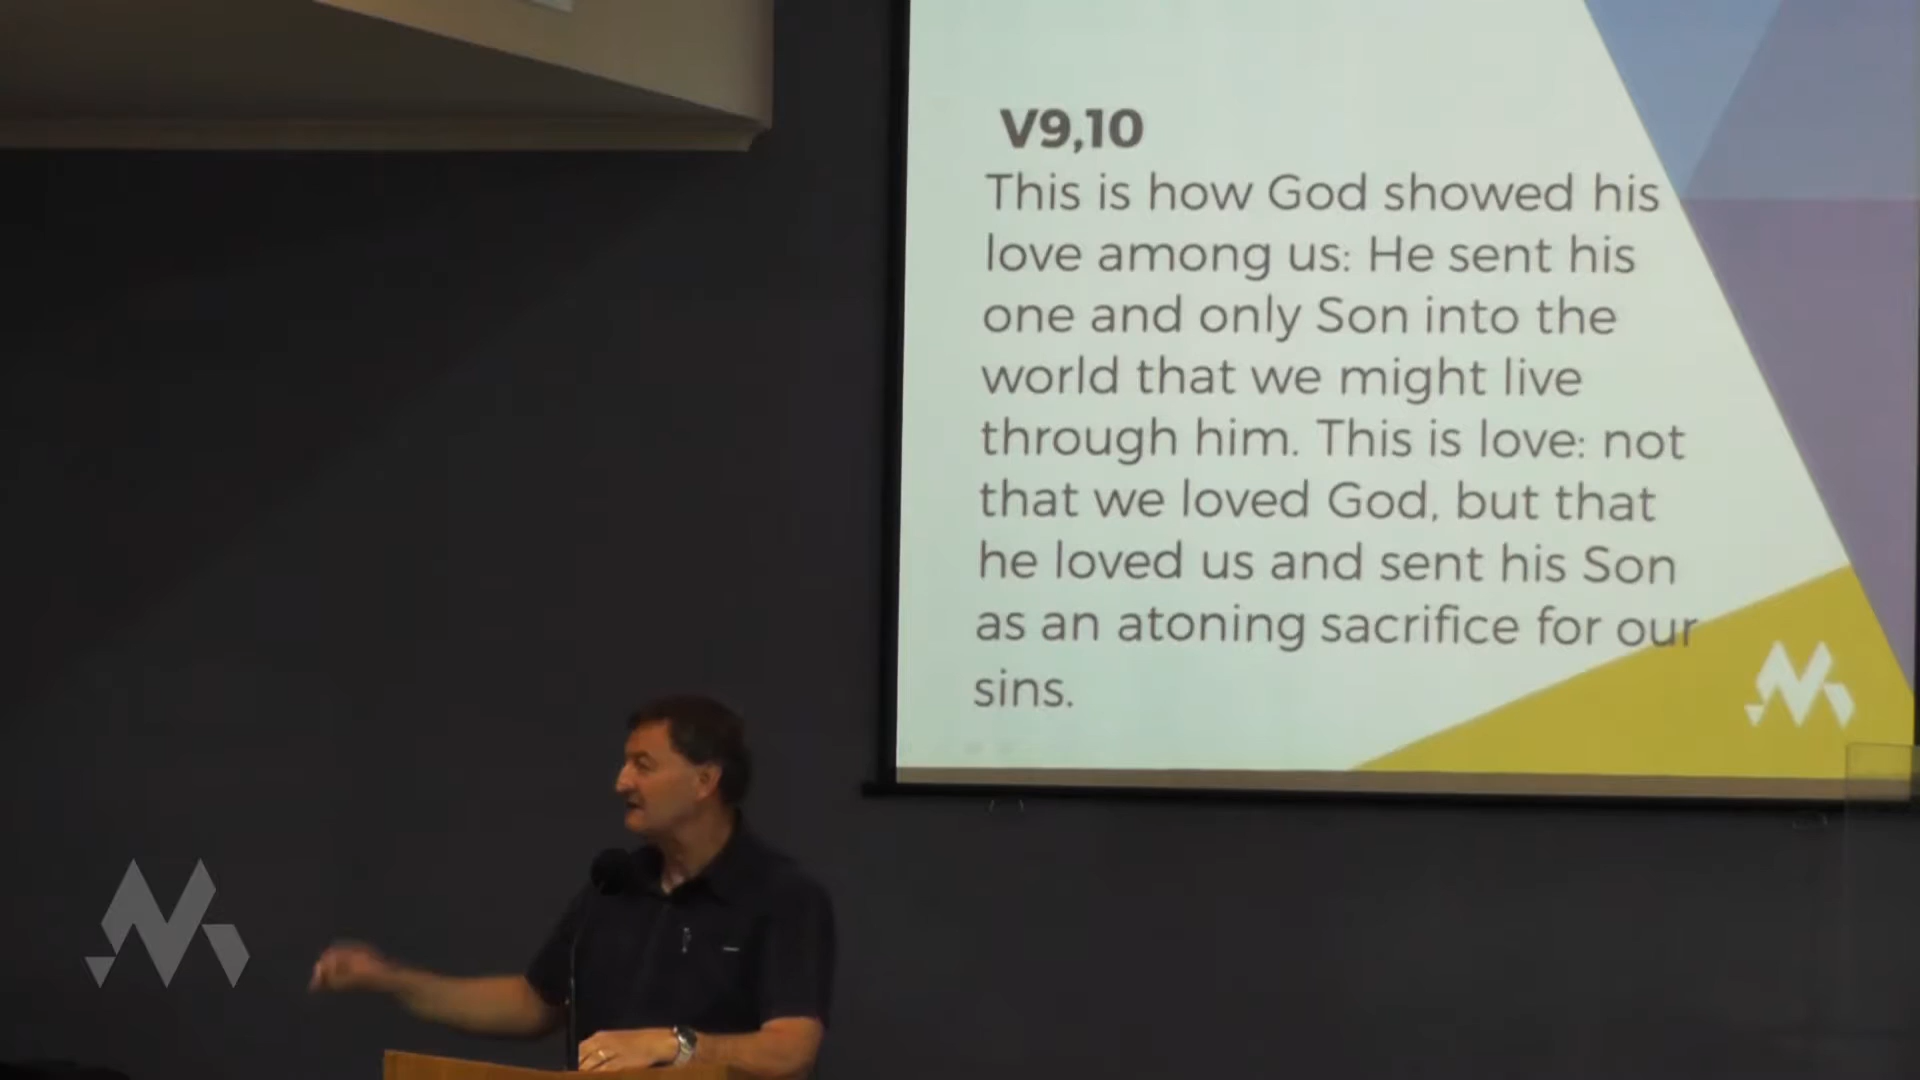 V9,10
This is how God showed his
love among us: He sent his
one and only Son into the
world that we might live
through him. This is love: not
that we loved God, but that
he loved us and sent his Son
as an atoning sacrifice for our
sins.